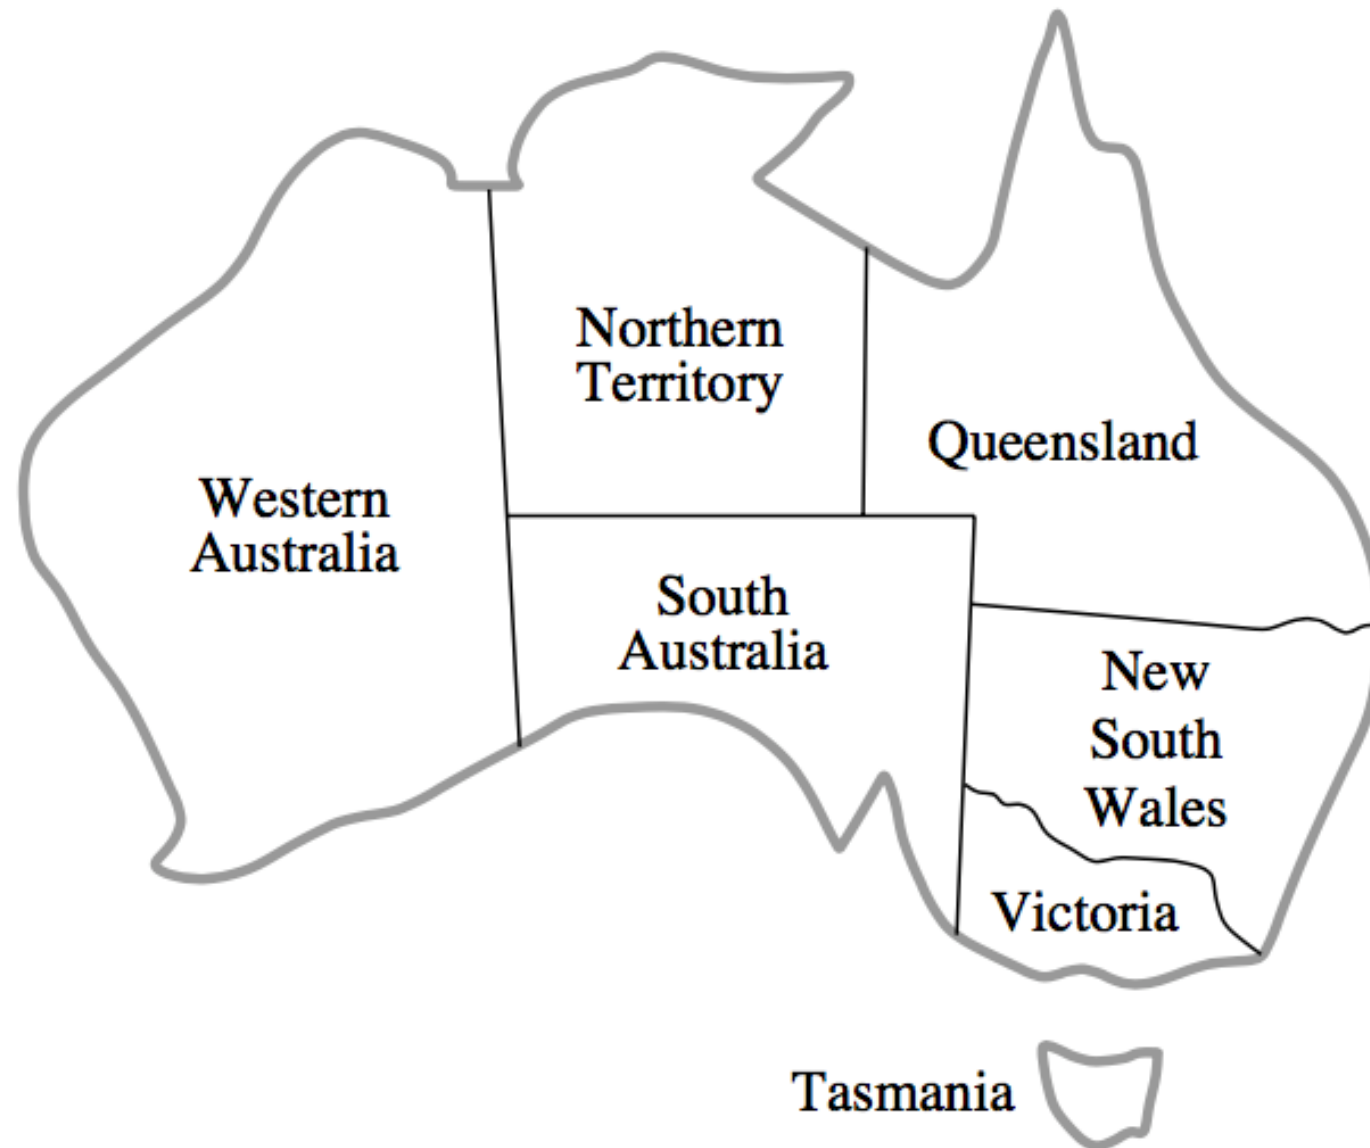 Northern
Territory
Queensland
Western
Australia
South
Australia
New
South
Wales
Victoria
Tasmania